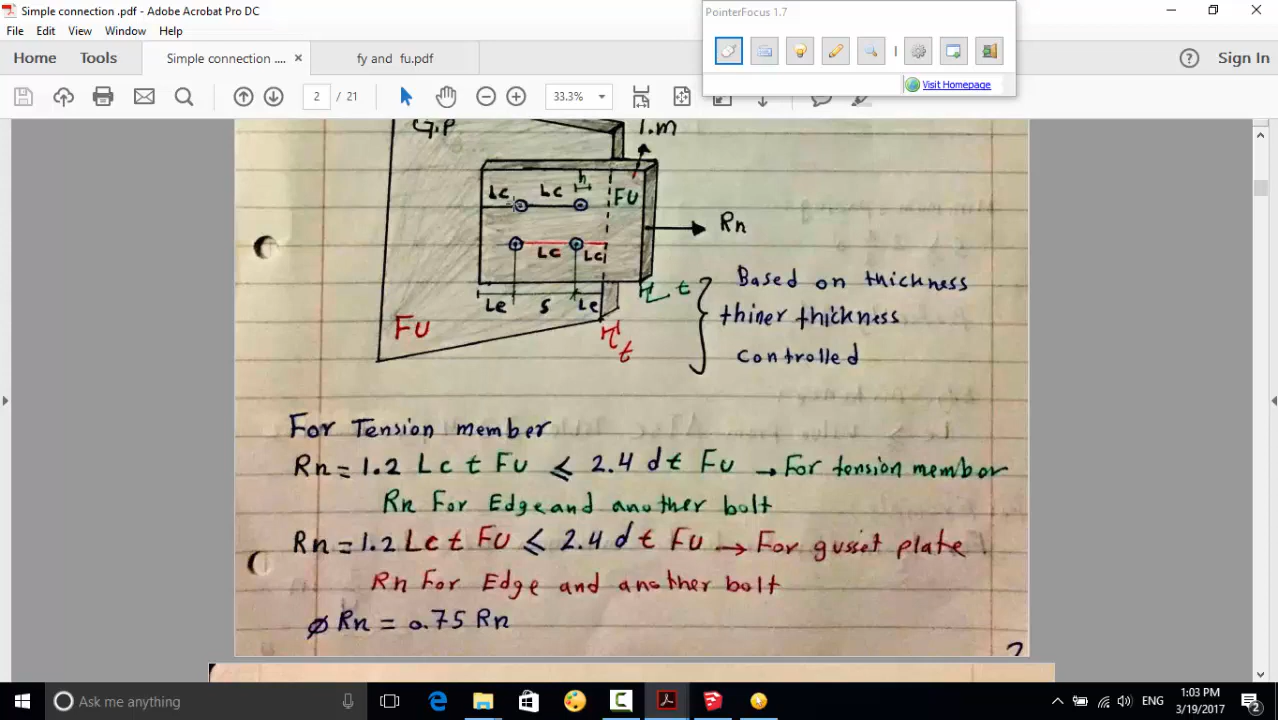 Simple connection .pdf - Adobe Acrobat Pro DC
PointerFocus 1.7
File Edit View Window Help
Home Tools Simple connection .... × fy and fu.pdf
Sign In
2 / 21 33.3%
Visit Homepage
G.P
T.m
h
Lc Lc FU
Rn
Lc Lc
Le S Le t
FU
t
Based on thickness
thiner thickness
controlled
For Tension member
Rn = 1.2 Lc t FU ≤ 2.4 dt FU → For tension member
Rn For Edge and another bolt
Rn = 1.2 Lc t FU ≤ 2.4 d t FU → For gusset plate
Rn For Edge and another bolt
ø Rn = 0.75 Rn
2
Ask me anything
ENG
1:03 PM
3/19/2017
2